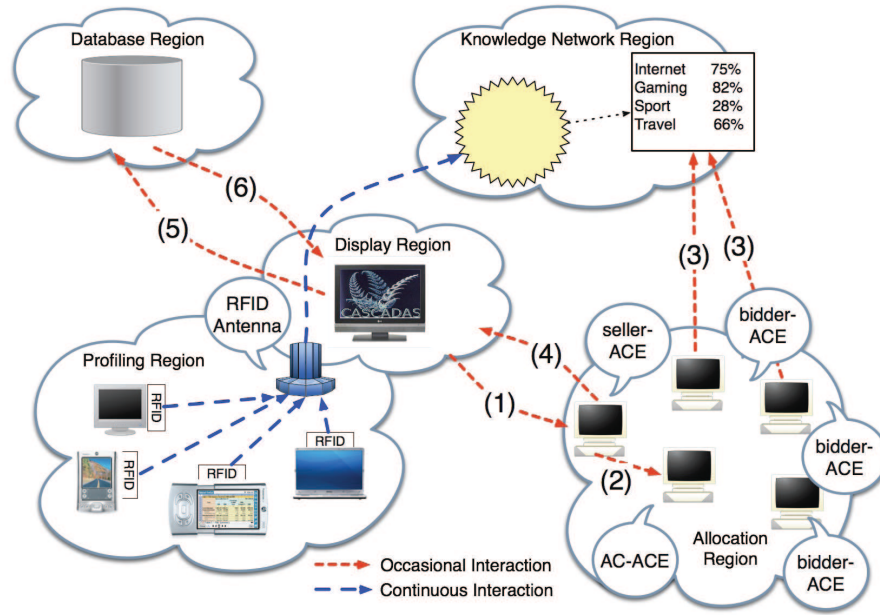 Database Region
Knowledge Network Region
Internet 75%
Gaming 82%
Sport 28%
Travel 66%
(6)
(5)
Display Region
CASCADAS
RFID
Antenna
(3)
(3)
seller-
ACE
bidder-
ACE
Profiling Region
(4)
(1)
RFID
RFID
RFID
RFID
(2)
bidder-
ACE
AC-ACE
Allocation
Region
bidder-
ACE
Occasional Interaction
Continuous Interaction